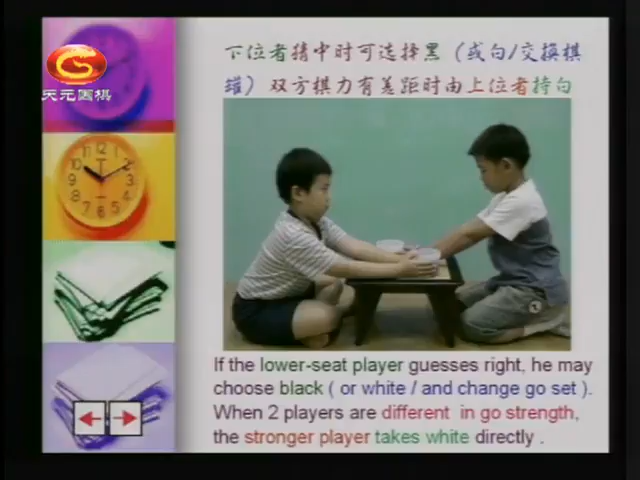 下位者猜中时可选择黑（或白/交换棋
罐）双方棋力有差距时由上位者持白
天元围棋
If the lower-seat player guesses right, he may
choose black ( or white / and change go set ).
When 2 players are different in go strength,
the stronger player takes white directly .